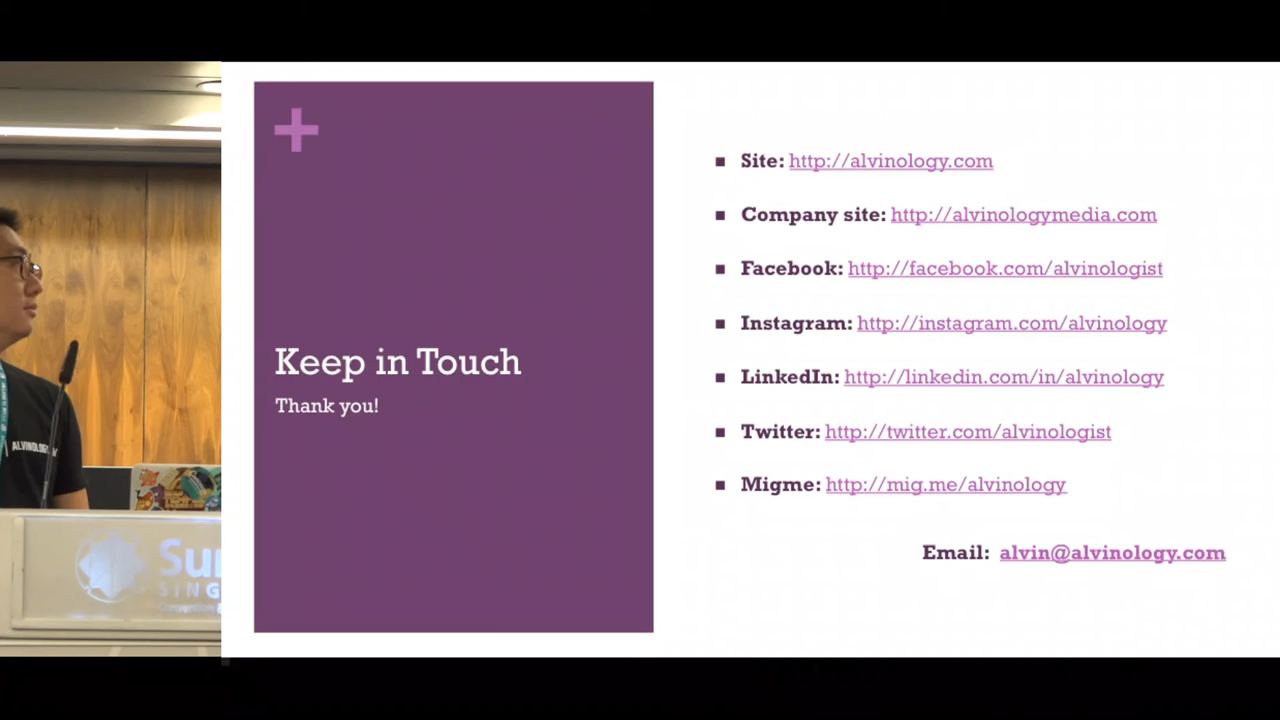 +
Keep in Touch
Thank you!
■ Site: http://alvinology.com
■ Company site: http://alvinologymedia.com
■ Facebook: http://facebook.com/alvinologist
■ Instagram: http://instagram.com/alvinology
■ LinkedIn: http://linkedin.com/in/alvinology
■ Twitter: http://twitter.com/alvinologist
■ Migme: http://mig.me/alvinology
Email: alvin@alvinology.com
Convention